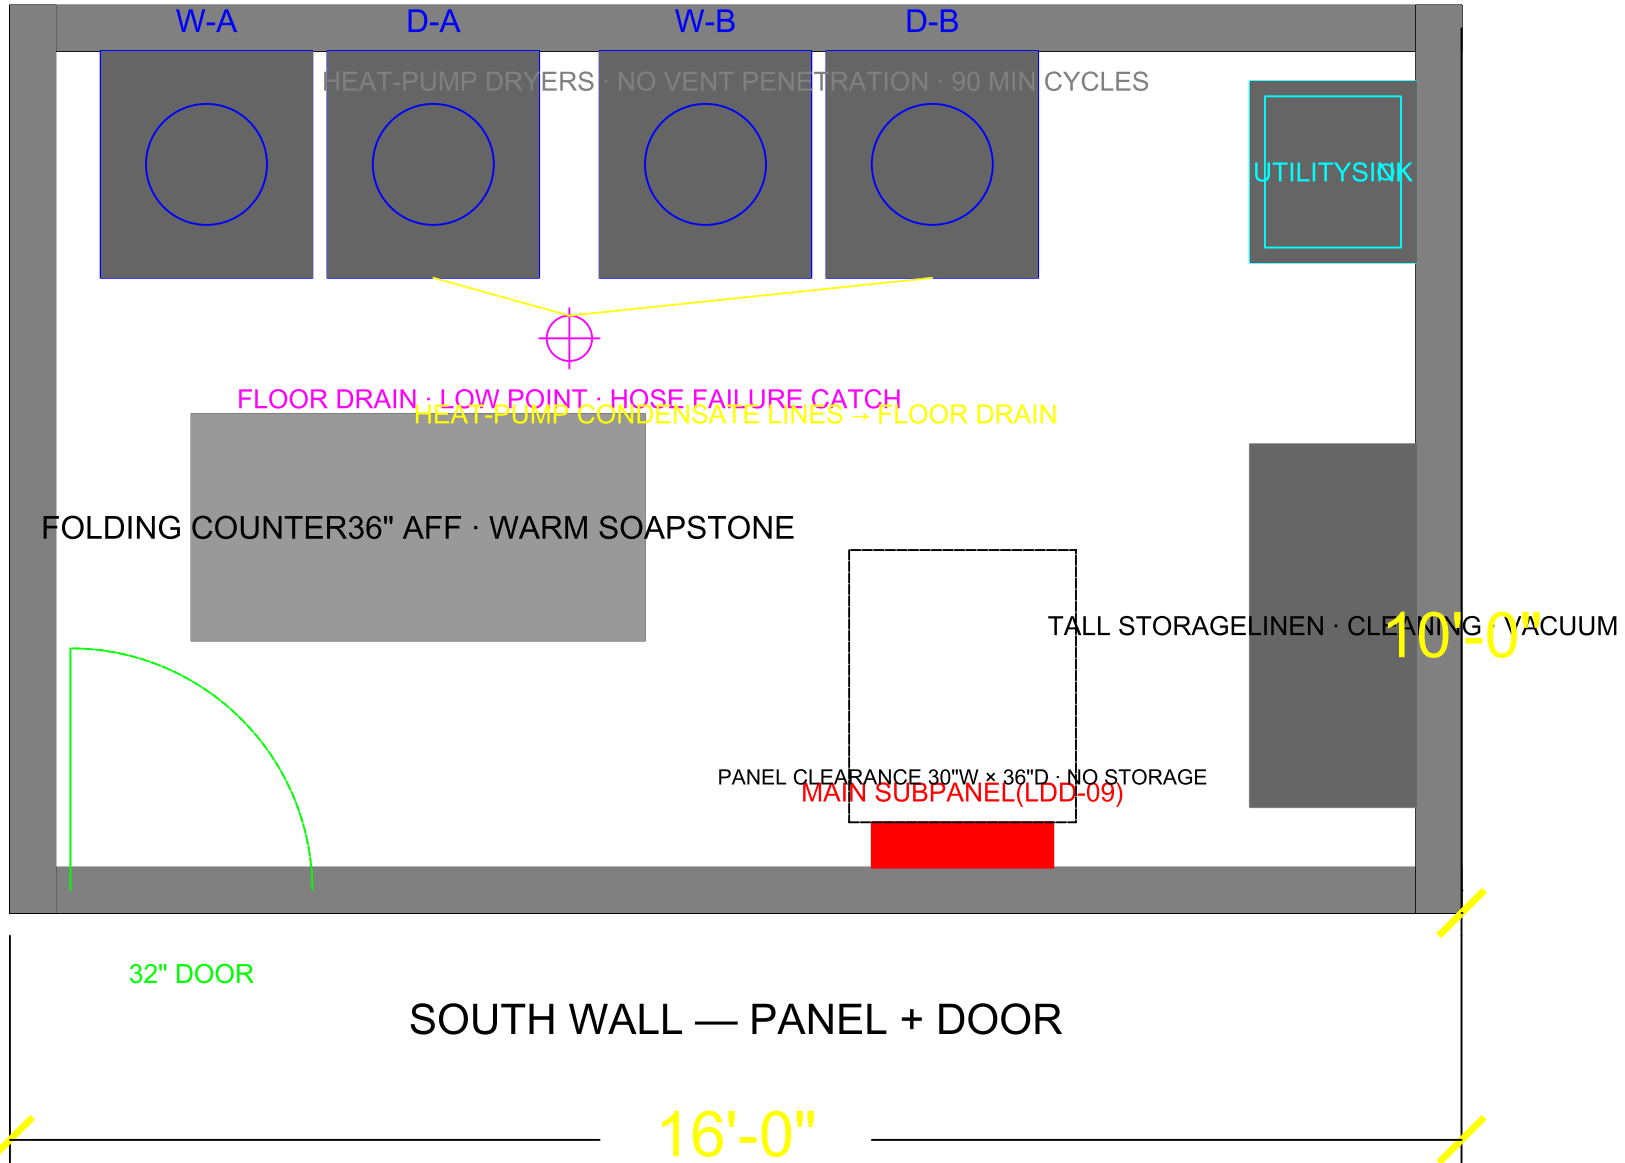 W-A
D-A
W-B
D-B
HEAT-PUMP DRYERS · NO VENT PENETRATION · 90 MIN CYCLES
UTILITYSINK
FLOOR DRAIN · LOW POINT · HOSE FAILURE CATCH
HEAT-PUMP CONDENSATE LINES → FLOOR DRAIN
FOLDING COUNTER36" AFF · WARM SOAPSTONE
TALL STORAGELINEN · CLEANING · VACUUM
10'-0"
PANEL CLEARANCE 30"W × 36"D · NO STORAGE
MAIN SUBPANEL(LDD-09)
32" DOOR
SOUTH WALL — PANEL + DOOR
16'-0"